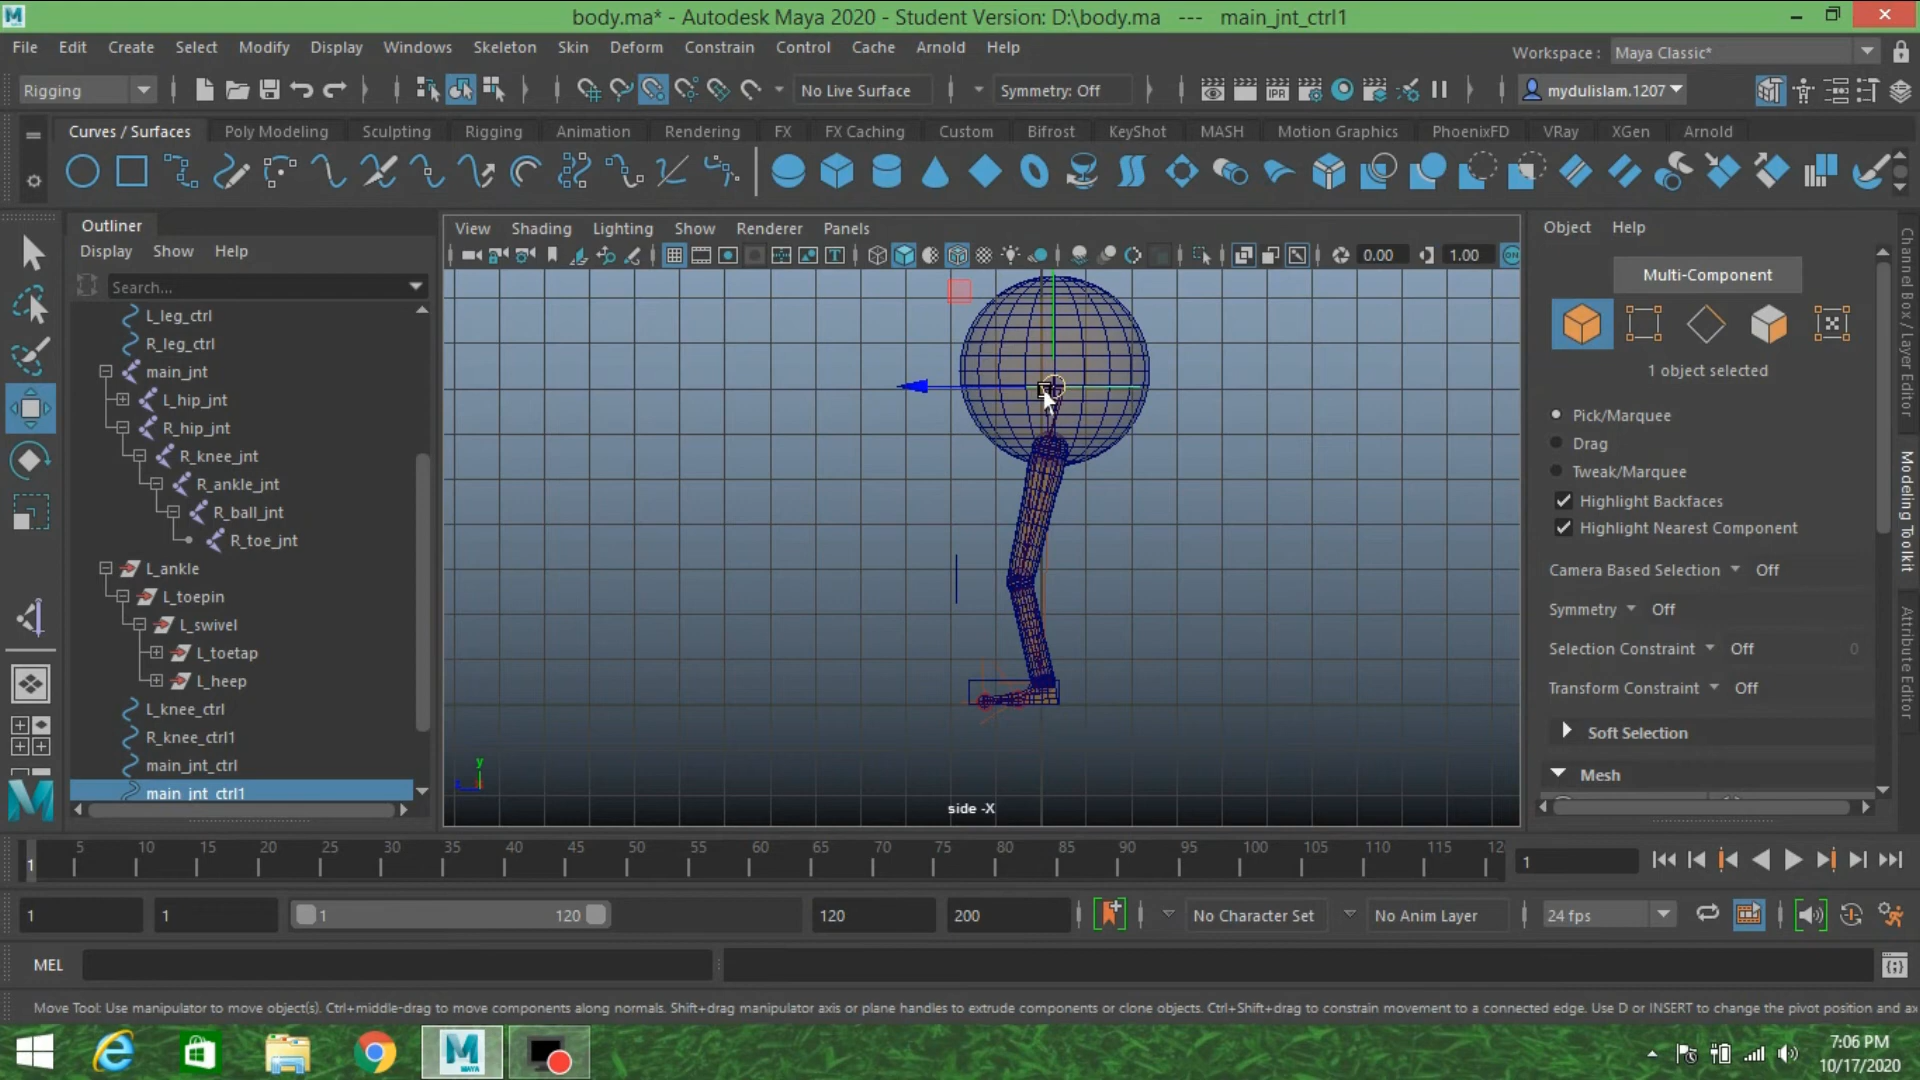 body.ma* - Autodesk Maya 2020 - Student Version: D:\body.ma --- main_jnt_ctrl1
File Edit Create Select Modify Display Windows Skeleton Skin Deform Constrain Control Cache Arnold Help
Workspace : Maya Classic*
Rigging No Live Surface Symmetry: Off mydulislam.1207
Curves / Surfaces Poly Modeling Sculpting Rigging Animation Rendering FX FX Caching Custom Bifrost KeyShot MASH Motion Graphics PhoenixFD VRay XGen Arnold
Outliner
Display Show Help
Search...
L_leg_ctrl
R_leg_ctrl
main_jnt
L_hip_jnt
R_hip_jnt
R_knee_jnt
R_ankle_jnt
R_ball_jnt
R_toe_jnt
L_ankle
L_toepin
L_swivel
L_toetap
L_heep
L_knee_ctrl
R_knee_ctrl1
main_jnt_ctrl
main_jnt_ctrl1
View Shading Lighting Show Renderer Panels
0.00 1.00 ON
y
side -X
Object Help
Multi-Component
1 object selected
Pick/Marquee
Drag
Tweak/Marquee
Highlight Backfaces
Highlight Nearest Component
Camera Based Selection Off
Symmetry Off
Selection Constraint Off 0
Transform Constraint Off
Soft Selection
Mesh
Channel Box / Layer Editor
Modeling Toolkit
Attribute Editor
1 5 10 15 20 25 30 35 40 45 50 55 60 65 70 75 80 85 90 95 100 105 110 115 12 1
1 1 1 120 120 200 No Character Set No Anim Layer 24 fps
MEL
Move Tool: Use manipulator to move object(s). Ctrl+middle-drag to move components along normals. Shift+drag manipulator axis or plane handles to extrude components or clone objects. Ctrl+Shift+drag to constrain movement to a connected edge. Use D or INSERT to change the pivot position and ax
MAYA
7:06 PM
10/17/2020